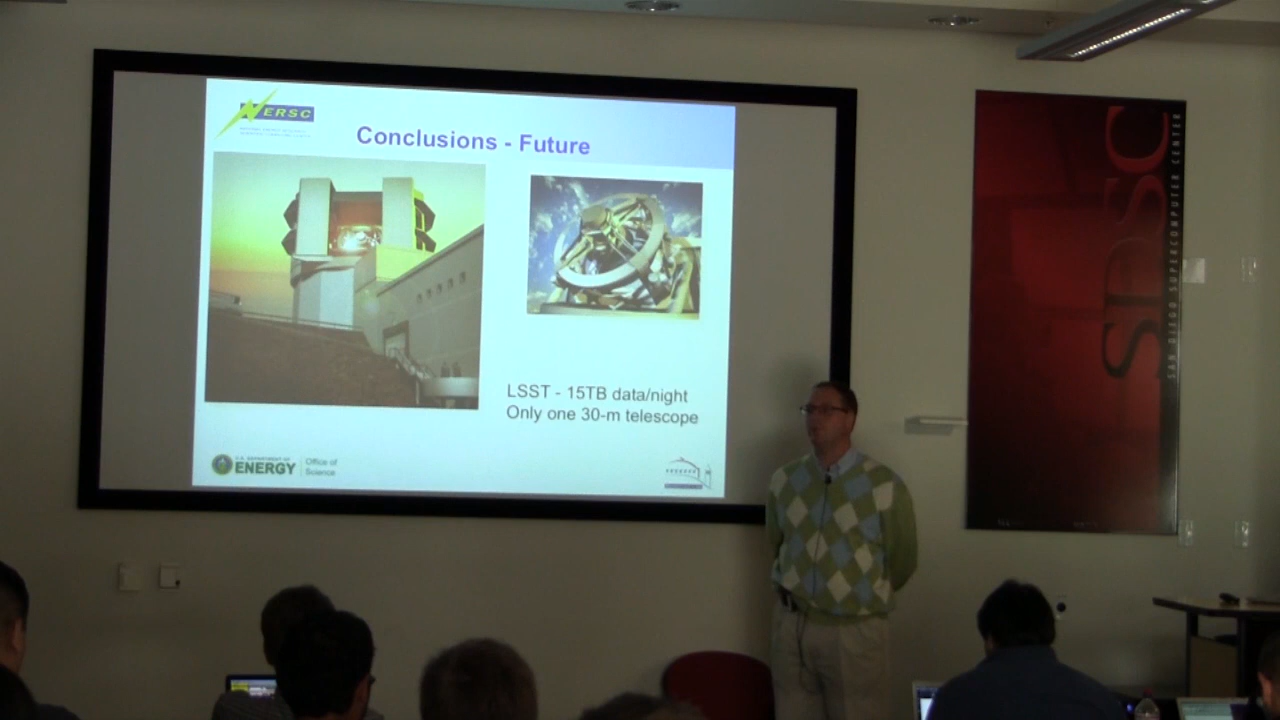 NERSC
Conclusions - Future
LSST - 15TB data/night
Only one 30-m telescope
U.S. DEPARTMENT OF
ENERGY
Office of
Science
SDSC
SAN DIEGO SUPERCOMPUTER CENTER